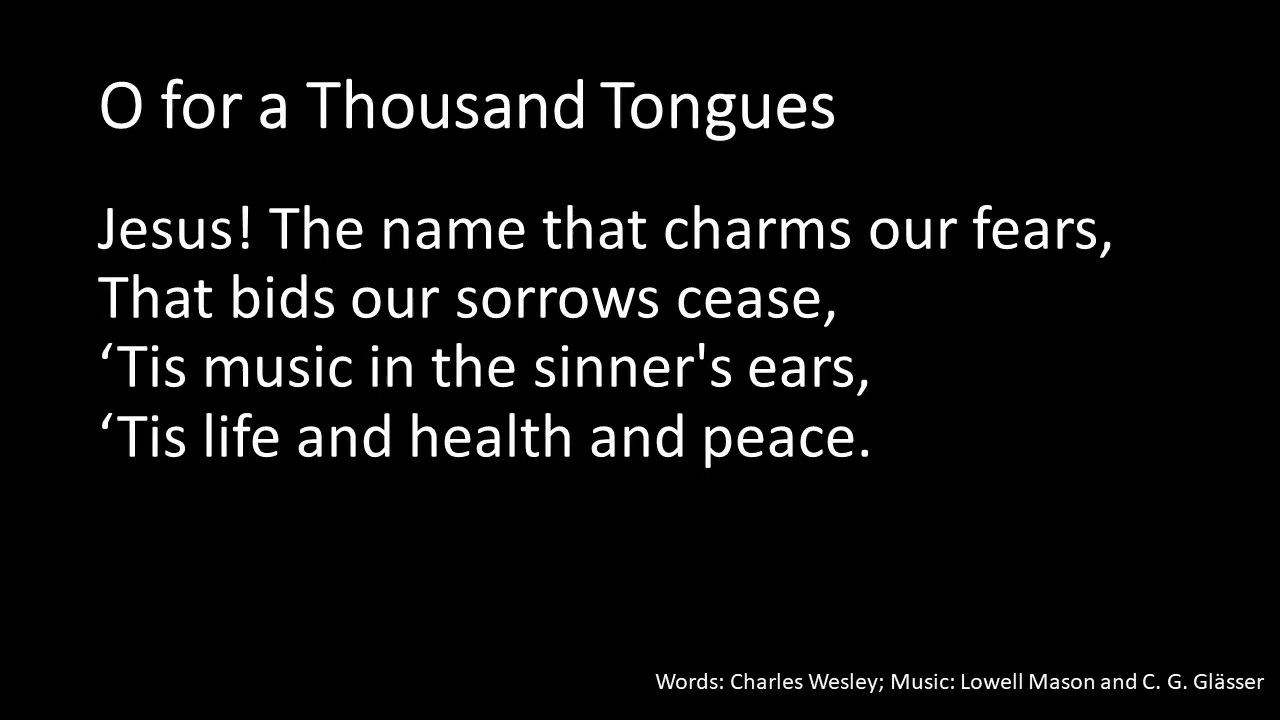 O for a Thousand Tongues
Jesus! The name that charms our fears,
That bids our sorrows cease,
‘Tis music in the sinner's ears,
‘Tis life and health and peace.
Words: Charles Wesley; Music: Lowell Mason and C. G. Glässer